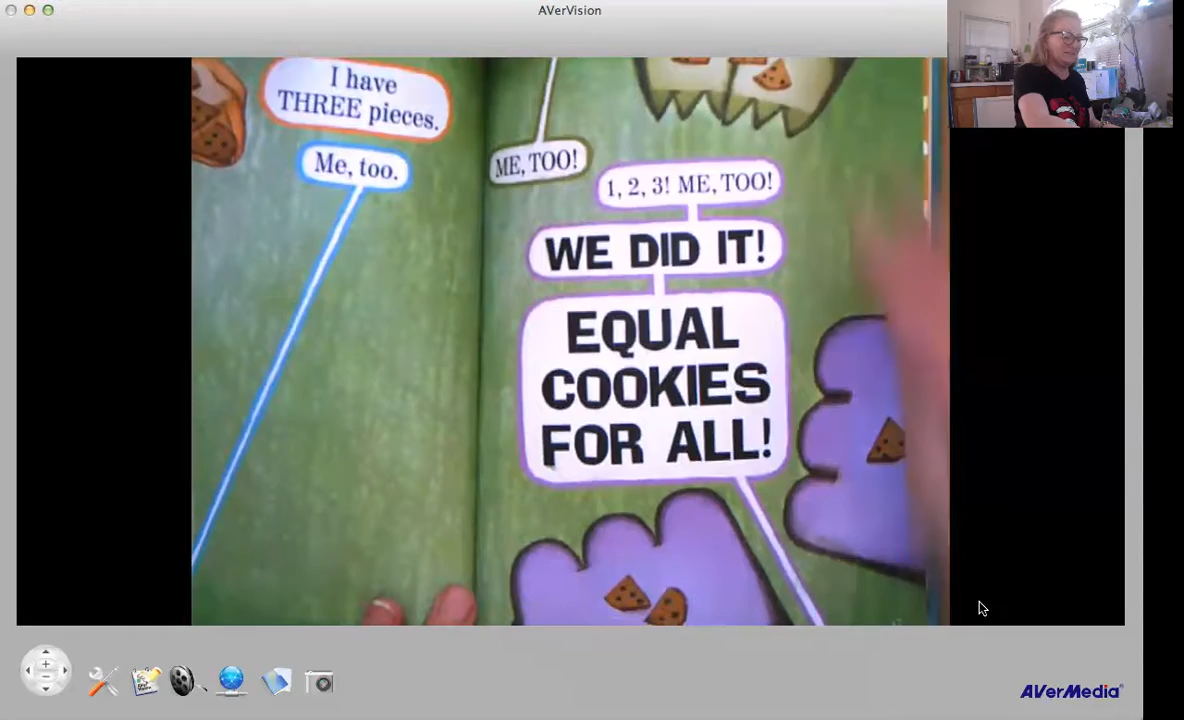 AVerVision
I have
THREE pieces.
Me, too.
ME, TOO!
1, 2, 3! ME, TOO!
WE DID IT!
EQUAL
COOKIES
FOR ALL!
AVerMedia®